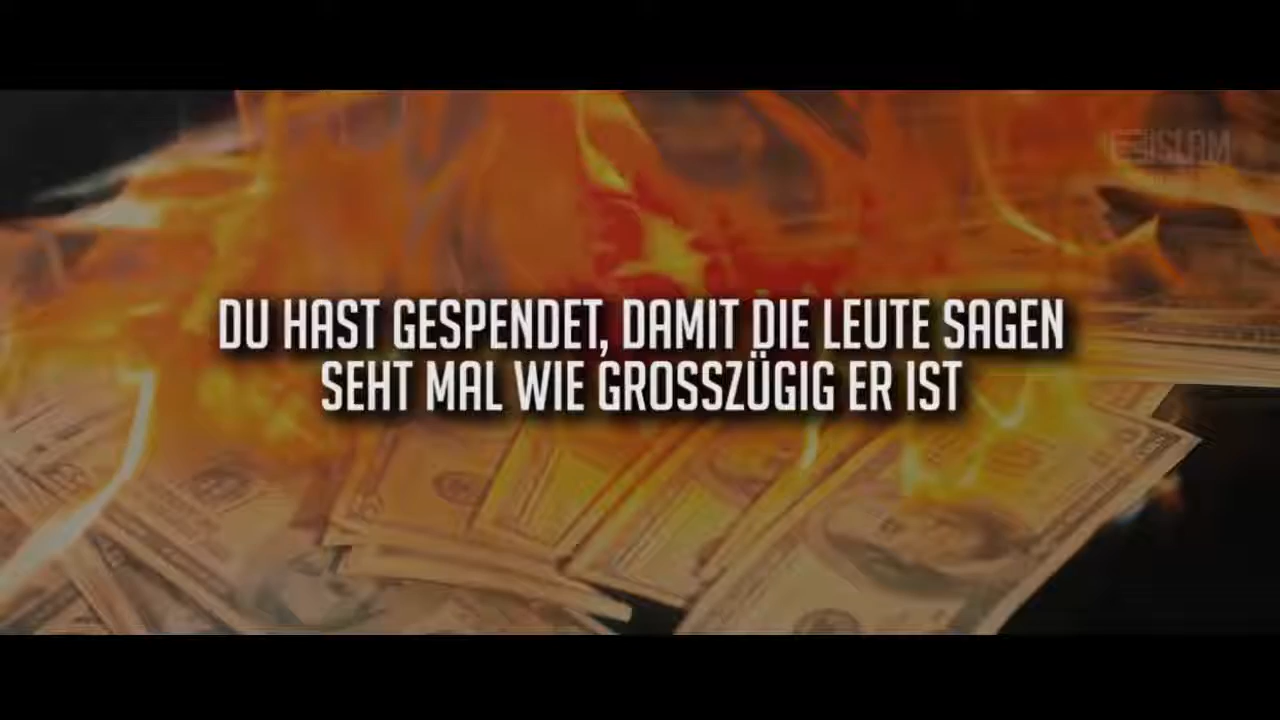 DU HAST GESPENDET, DAMIT DIE LEUTE SAGEN
SEHT MAL WIE GROSSZÜGIG ER IST